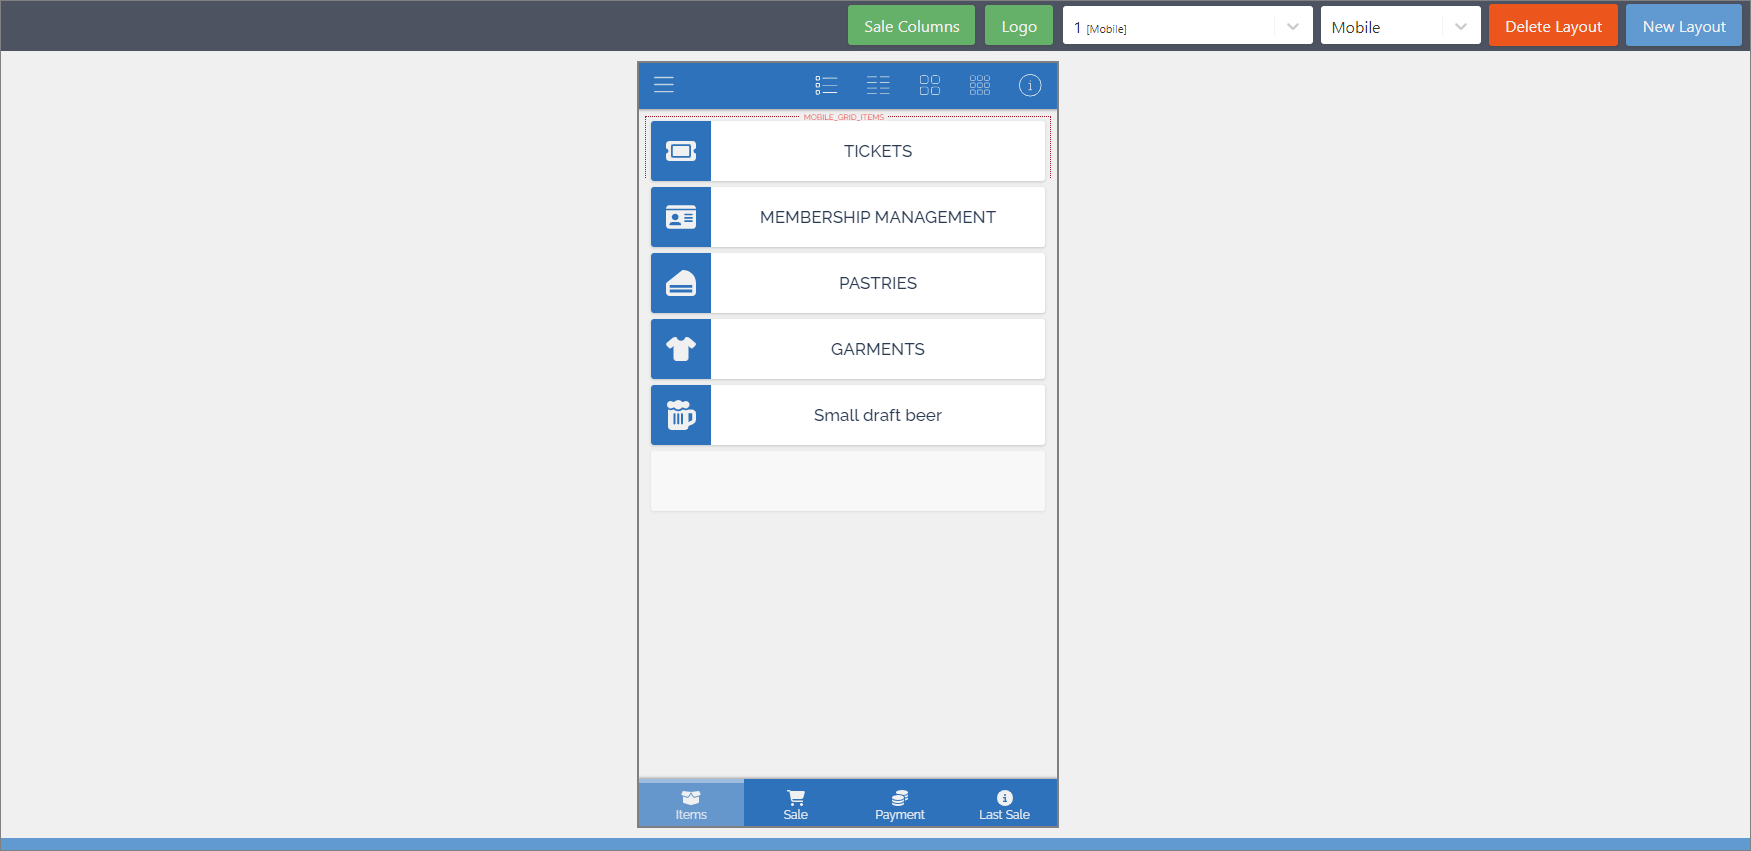 Sale Columns Logo 1 [Mobile] Mobile Delete Layout New Layout
MOBILE_GRID_ITEMS
TICKETS
MEMBERSHIP MANAGEMENT
PASTRIES
GARMENTS
Small draft beer
Items Sale Payment Last Sale